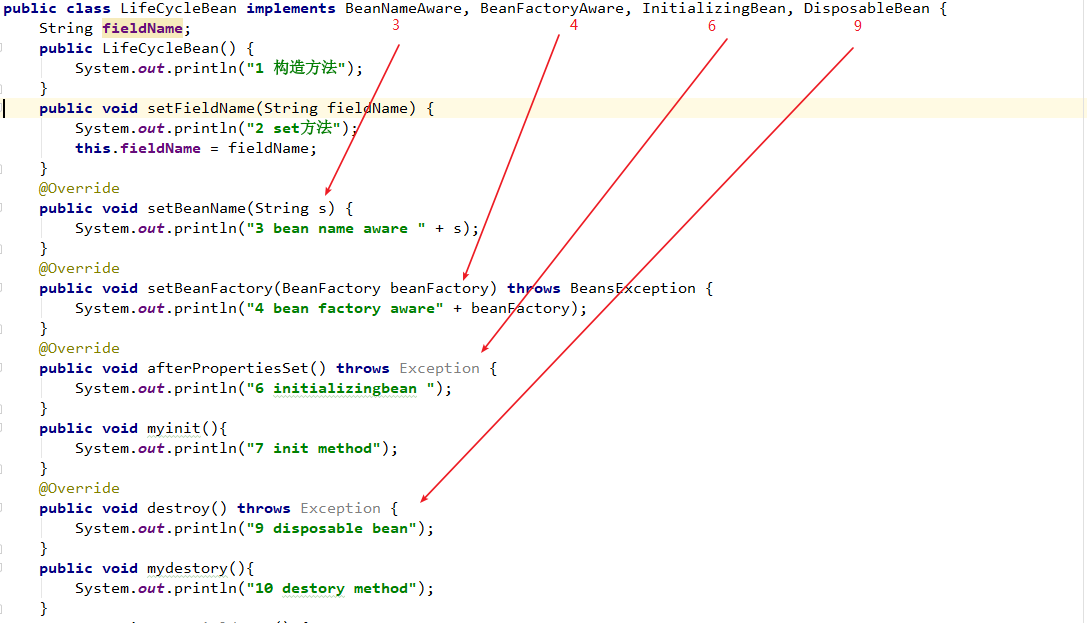 public class LifeCycleBean implements BeanNameAware, BeanFactoryAware, InitializingBean, DisposableBean {
3 4 6 9
    String fieldName;
    public LifeCycleBean() {
        System.out.println("1 构造方法");
    }
    public void setFieldName(String fieldName) {
        System.out.println("2 set方法");
        this.fieldName = fieldName;
    }
    @Override
    public void setBeanName(String s) {
        System.out.println("3 bean name aware " + s);
    }
    @Override
    public void setBeanFactory(BeanFactory beanFactory) throws BeansException {
        System.out.println("4 bean factory aware" + beanFactory);
    }
    @Override
    public void afterPropertiesSet() throws Exception {
        System.out.println("6 initializingbean ");
    }
    public void myinit(){
        System.out.println("7 init method");
    }
    @Override
    public void destroy() throws Exception {
        System.out.println("9 disposable bean");
    }
    public void mydestory(){
        System.out.println("10 destory method");
    }